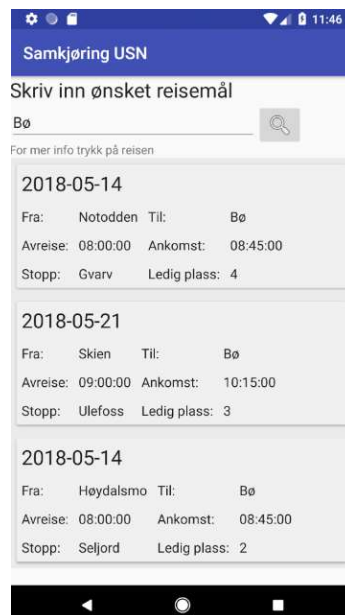 11:46
Samkjøring USN
Skriv inn ønsket reisemål
Bø
For mer info trykk på reisen
2018-05-14
Fra: Notodden Til: Bø
Avreise: 08:00:00 Ankomst: 08:45:00
Stopp: Gvarv Ledig plass: 4
2018-05-21
Fra: Skien Til: Bø
Avreise: 09:00:00 Ankomst: 10:15:00
Stopp: Ulefoss Ledig plass: 3
2018-05-14
Fra: Høydalsmo Til: Bø
Avreise: 08:00:00 Ankomst: 08:45:00
Stopp: Seljord Ledig plass: 2